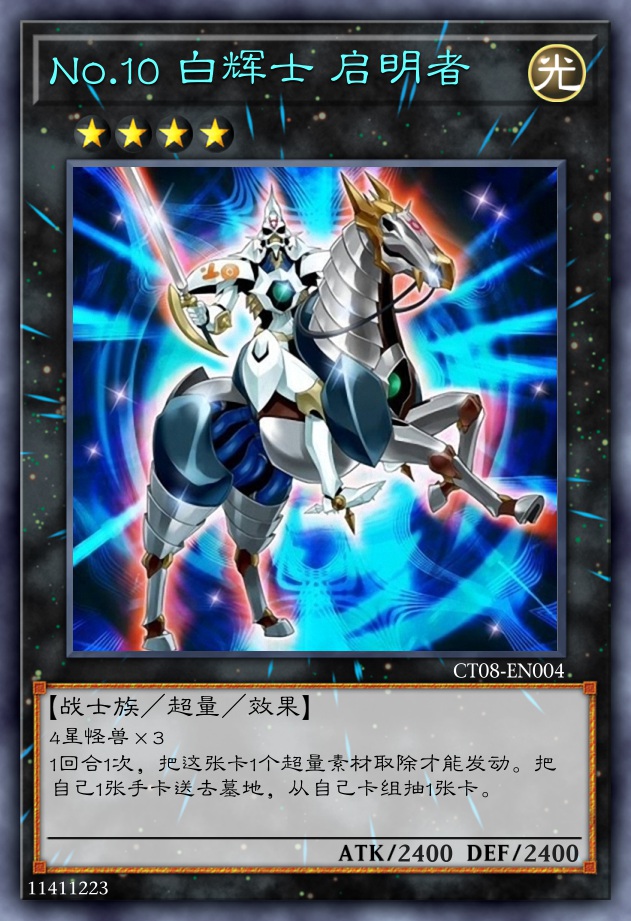 No.10 白辉士 启明者
光
10
CT08-EN004
【战士族／超量／效果】
4星怪兽×3
1回合1次，把这张卡1个超量素材取除才能发动。把
自己1张手卡送去墓地，从自己卡组抽1张卡。
ATK/2400 DEF/2400
11411223